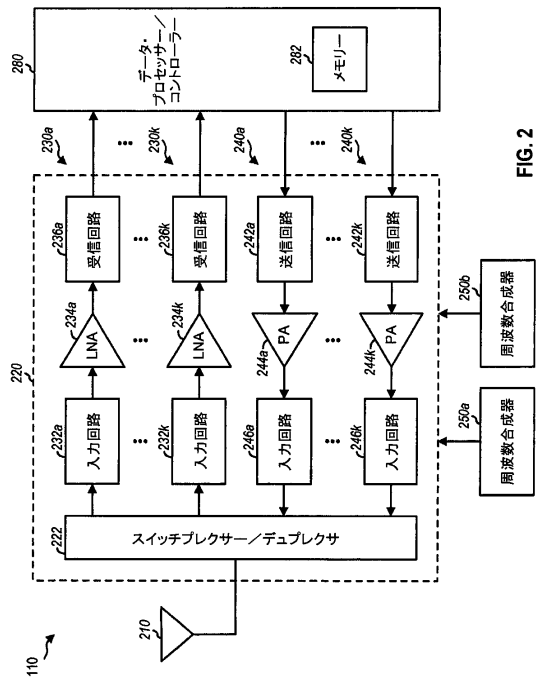 110
210
220
222
スイッチプレクサー／デュプレクサ
232a
入力回路
234a
LNA
236a
受信回路
230a
232k
入力回路
234k
LNA
236k
受信回路
230k
246a
入力回路
244a
PA
242a
送信回路
240a
246k
入力回路
244k
PA
242k
送信回路
240k
280
データ・
プロセッサー／
コントローラー
282
メモリー
250a
周波数合成器
250b
周波数合成器
FIG. 2